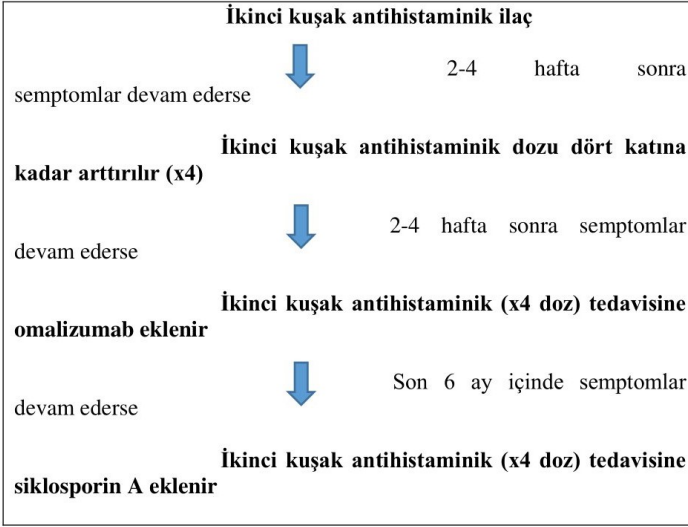 İkinci kuşak antihistaminik ilaç
2-4 hafta sonra
semptomlar devam ederse
İkinci kuşak antihistaminik dozu dört katına
kadar arttırılır (x4)
2-4 hafta sonra semptomlar
devam ederse
İkinci kuşak antihistaminik (x4 doz) tedavisine
omalizumab eklenir
Son 6 ay içinde semptomlar
devam ederse
İkinci kuşak antihistaminik (x4 doz) tedavisine
siklosporin A eklenir